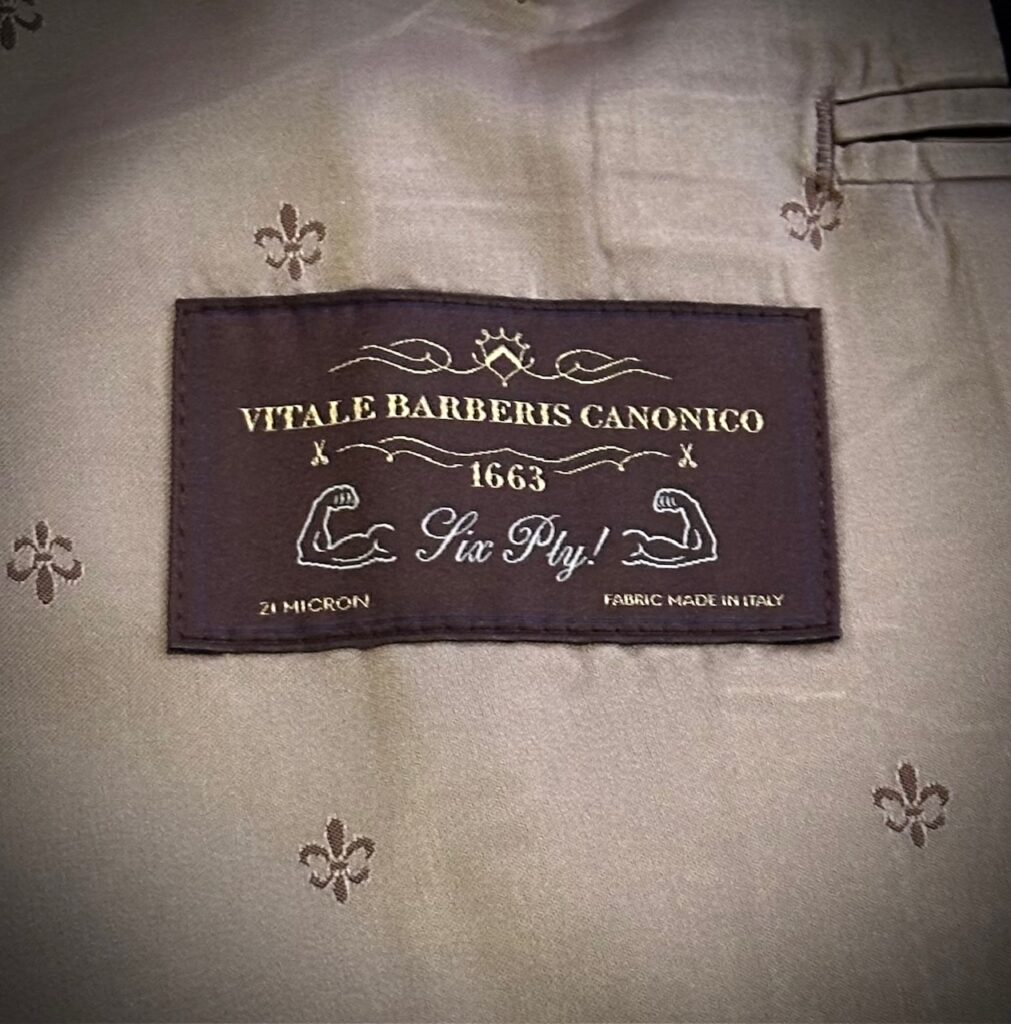 VITALE BARBERIS CANONICO
1663
Six Ply!
21 MICRON
FABRIC MADE IN ITALY